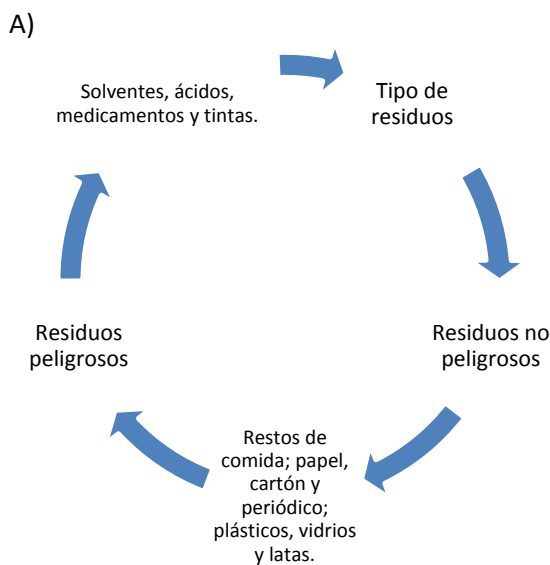 A)
Solventes, ácidos,
medicamentos y tintas.
Tipo de
residuos
Residuos no
peligrosos
Restos de
comida; papel,
cartón y
periódico;
plásticos, vidrios
y latas.
Residuos
peligrosos